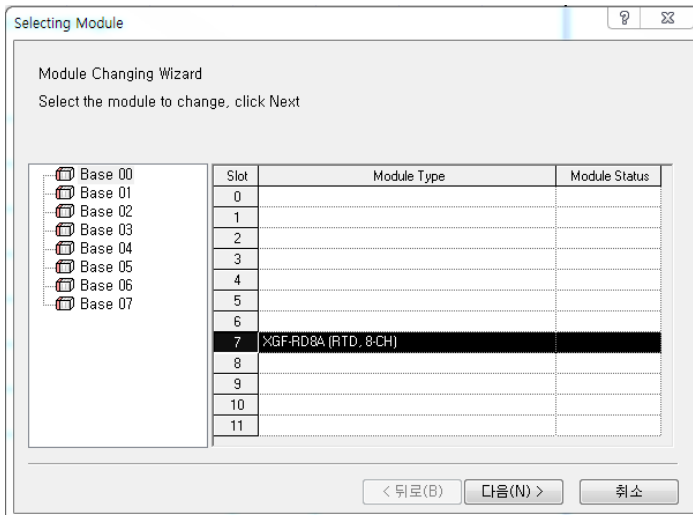 Selecting Module
Module Changing Wizard
Select the module to change, click Next
Base 00
Base 01
Base 02
Base 03
Base 04
Base 05
Base 06
Base 07
Slot Module Type Module Status
0
1
2
3
4
5
6
7 XGF-RD8A (RTD, 8-CH)
8
9
10
11
< 뒤로(B) 다음(N) > 취소